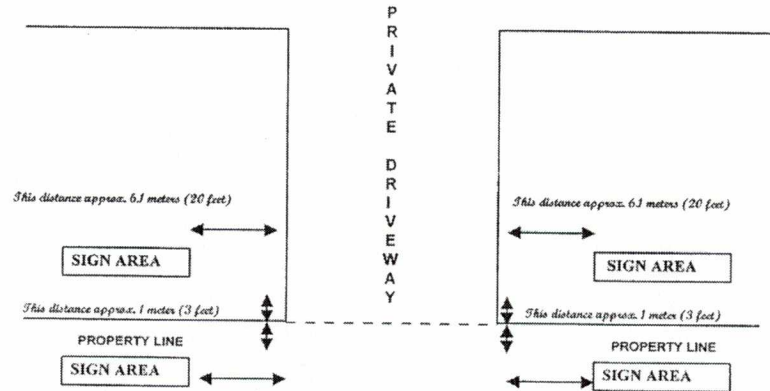 PRIVATE DRIVEWAY
This distance approx. 6.1 meters (20 feet)
This distance approx. 6.1 meters (20 feet)
SIGN AREA
SIGN AREA
This distance approx. 1 meter (3 feet)
This distance approx. 1 meter (3 feet)
PROPERTY LINE
PROPERTY LINE
SIGN AREA
SIGN AREA